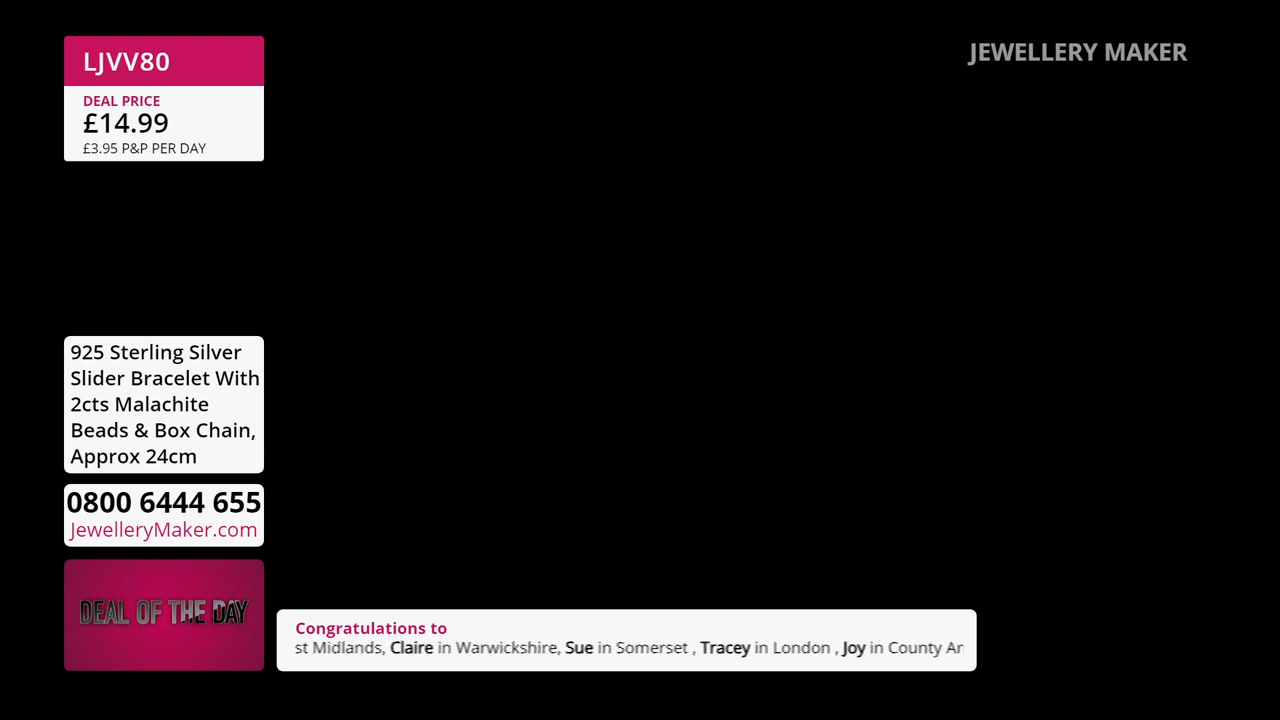 LJVV80
DEAL PRICE
£14.99
£3.95 P&P PER DAY
JEWELLERY MAKER
925 Sterling Silver
Slider Bracelet With
2cts Malachite
Beads & Box Chain,
Approx 24cm
0800 6444 655
JewelleryMaker.com
DEAL OF THE DAY
Congratulations to
st Midlands, Claire in Warwickshire, Sue in Somerset , Tracey in London , Joy in County Ar